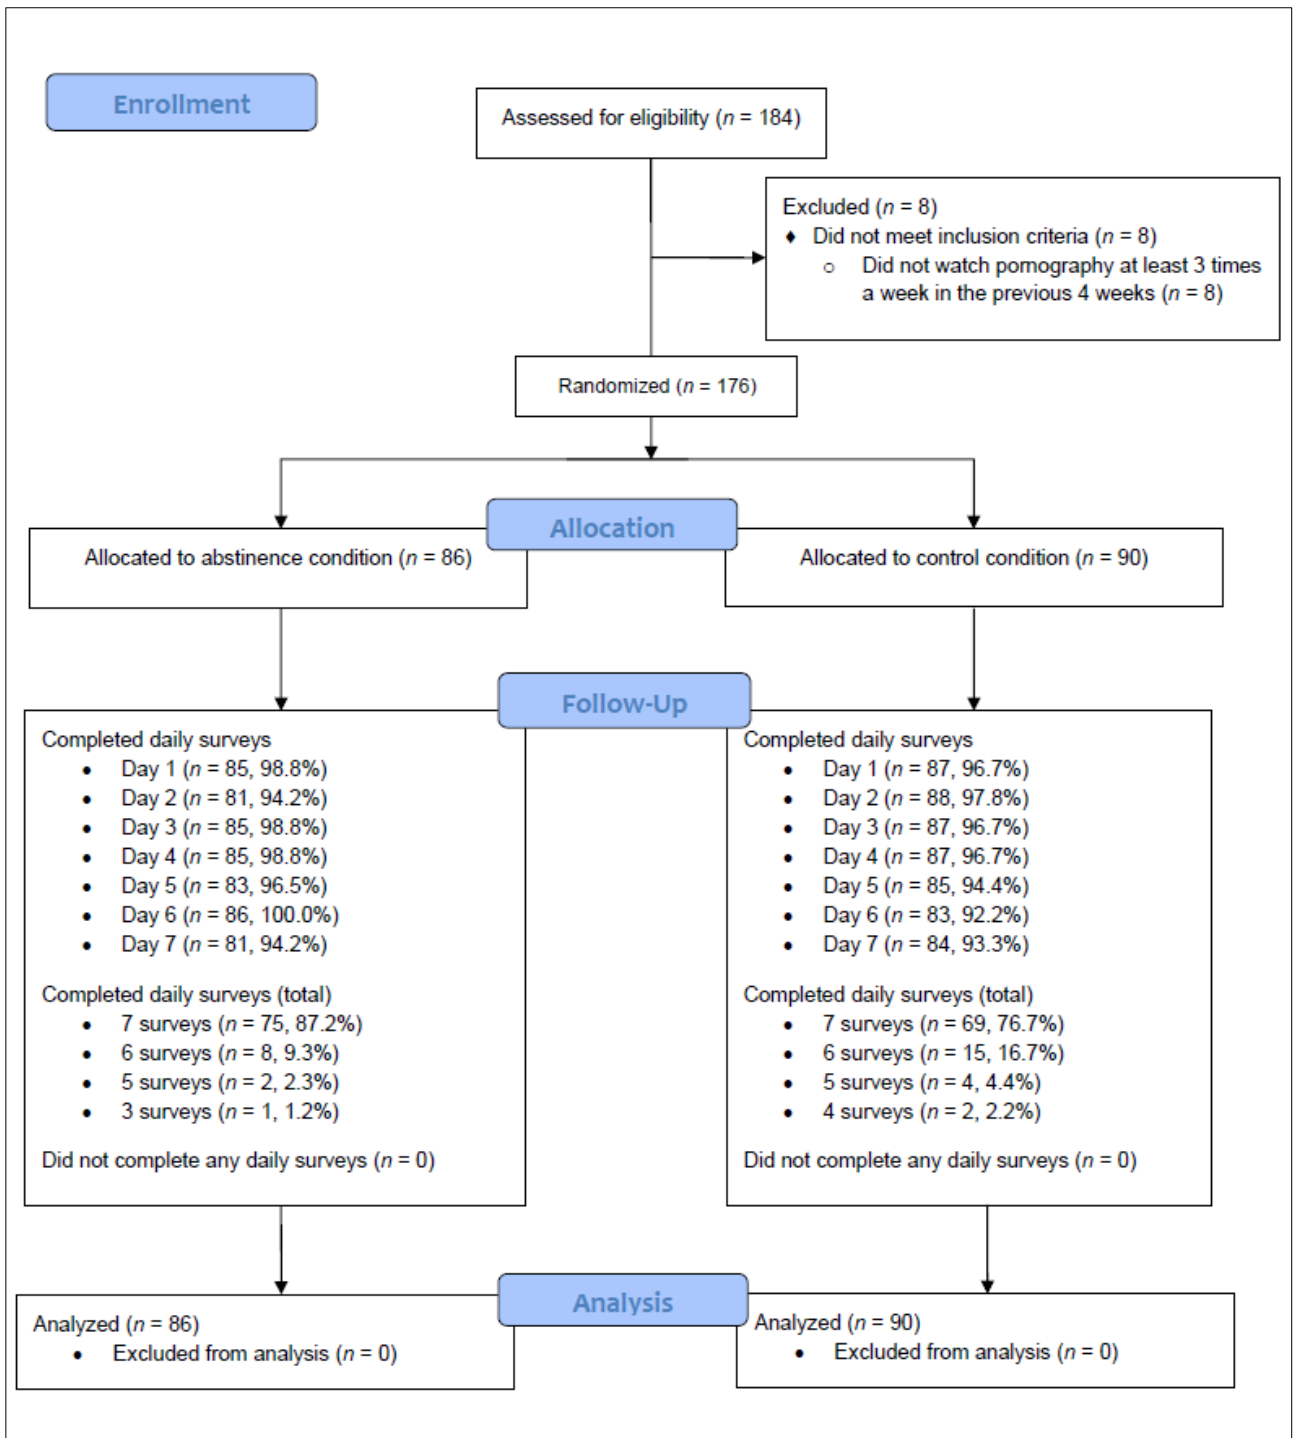 Enrollment
Assessed for eligibility (n = 184)
Excluded (n = 8)
♦ Did not meet inclusion criteria (n = 8)
o Did not watch pornography at least 3 times
a week in the previous 4 weeks (n = 8)
Randomized (n = 176)
Allocation
Allocated to abstinence condition (n = 86)
Allocated to control condition (n = 90)
Follow-Up
Completed daily surveys
• Day 1 (n = 85, 98.8%)
• Day 2 (n = 81, 94.2%)
• Day 3 (n = 85, 98.8%)
• Day 4 (n = 85, 98.8%)
• Day 5 (n = 83, 96.5%)
• Day 6 (n = 86, 100.0%)
• Day 7 (n = 81, 94.2%)
Completed daily surveys (total)
• 7 surveys (n = 75, 87.2%)
• 6 surveys (n = 8, 9.3%)
• 5 surveys (n = 2, 2.3%)
• 3 surveys (n = 1, 1.2%)
Did not complete any daily surveys (n = 0)
Completed daily surveys
• Day 1 (n = 87, 96.7%)
• Day 2 (n = 88, 97.8%)
• Day 3 (n = 87, 96.7%)
• Day 4 (n = 87, 96.7%)
• Day 5 (n = 85, 94.4%)
• Day 6 (n = 83, 92.2%)
• Day 7 (n = 84, 93.3%)
Completed daily surveys (total)
• 7 surveys (n = 69, 76.7%)
• 6 surveys (n = 15, 16.7%)
• 5 surveys (n = 4, 4.4%)
• 4 surveys (n = 2, 2.2%)
Did not complete any daily surveys (n = 0)
Analysis
Analyzed (n = 86)
• Excluded from analysis (n = 0)
Analyzed (n = 90)
• Excluded from analysis (n = 0)